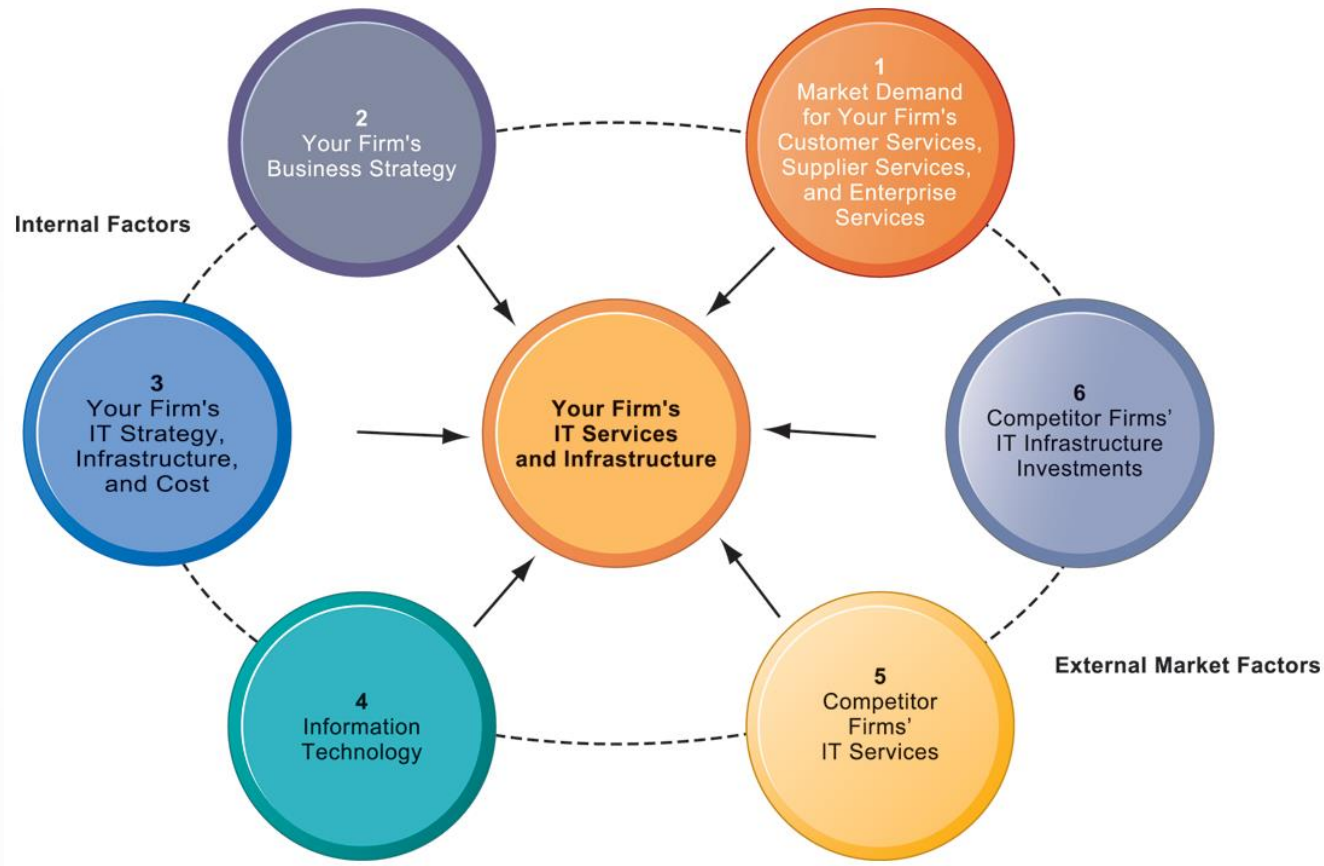 1
Market Demand
for Your Firm's
Customer Services,
Supplier Services,
and Enterprise
Services
2
Your Firm's
Business Strategy
Internal Factors
3
Your Firm's
IT Strategy,
Infrastructure,
and Cost
Your Firm's
IT Services
and Infrastructure
6
Competitor Firms’
IT Infrastructure
Investments
4
Information
Technology
5
Competitor
Firms’
IT Services
External Market Factors